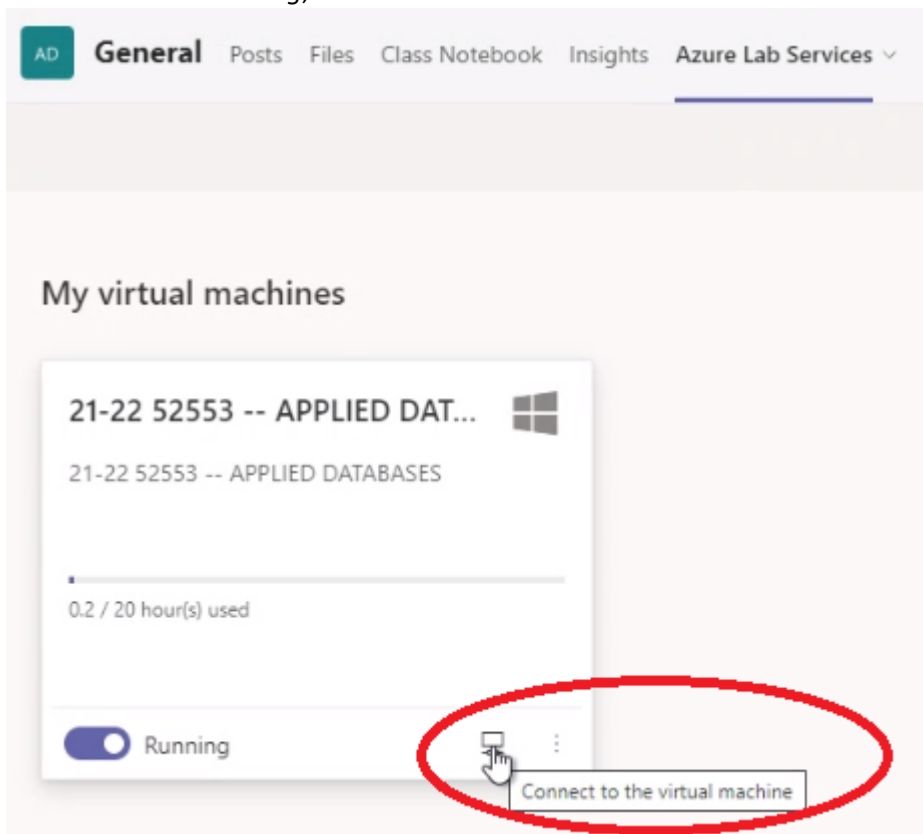 AD General Posts Files Class Notebook Insights Azure Lab Services
My virtual machines
21-22 52553 -- APPLIED DAT...
21-22 52553 -- APPLIED DATABASES
0.2 / 20 hour(s) used
Running
Connect to the virtual machine